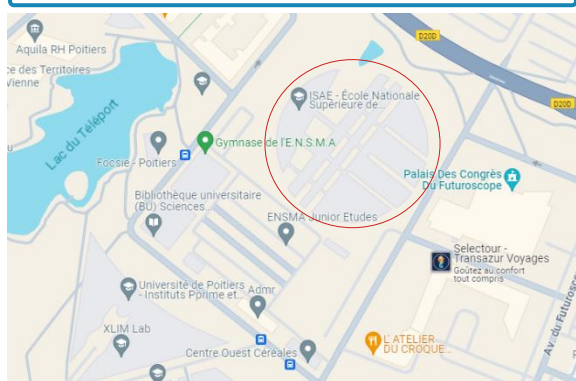 D20D
Aquila RH Poitiers
ce des Territoires
Vienne
D20D
ISAE - École Nationale
Supérieure de...
Lac du Téléport
Gymnase de l'E.N.S.M.A
Focsie - Poitiers
Palais Des Congrès
Du Futuroscope
Bibliothèque universitaire
(BU) Sciences...
ENSMA Junior Etudes
Selectour -
Transazur Voyages
Goûtez au confort
tout compris
Université de Poitiers
- Instituts Pprime et...
Admr
Av. du Futurosc
XLIM Lab
L'ATELIER
DU CROQUE...
Centre Ouest Céréales